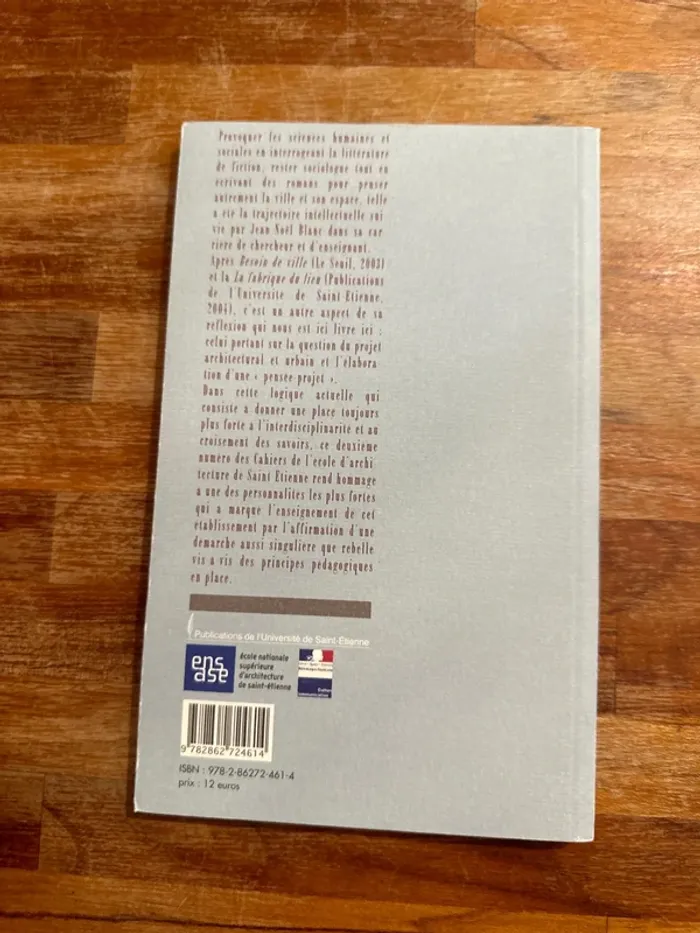 Provoquer les sciences humaines et
sociales en interrogeant la littérature
de fiction, rester sociologue tout en
écrivant des romans pour penser
autrement la ville et son espace, telle
a été la trajectoire intellectuelle sui
vie par Jean Noël Blanc dans sa car
rière de chercheur et d'enseignant.
Après Besoin de ville (Le Seuil, 2003)
et la La fabrique du lieu (Publications
de l'Université de Saint-Etienne,
2004), c'est un autre aspect de sa
reflexion qui nous est ici livre ici :
celui portant sur la question du projet
architectural et urbain et l'élabora
tion d'une « pensée projet ».
Dans cette logique actuelle qui
consiste a donner une place toujours
plus forte a l'interdisciplinarité et au
croisement des savoirs, ce deuxième
numéro des Cahiers de l'ecole d'archi
tecture de Saint Etienne rend hommage
a une des personnalites les plus fortes
qui a marque l'enseignement de cet
établissement par l'affirmation d'une
demarche aussi singulière que rebelle
vis a vis des principes pedagogiques
en place.
Publications de l'Université de Saint-Étienne
ens
ase
école nationale
supérieure
d'architecture
de saint-étienne
9 782862 724614
ISBN : 978-2-86272-461-4
prix : 12 euros